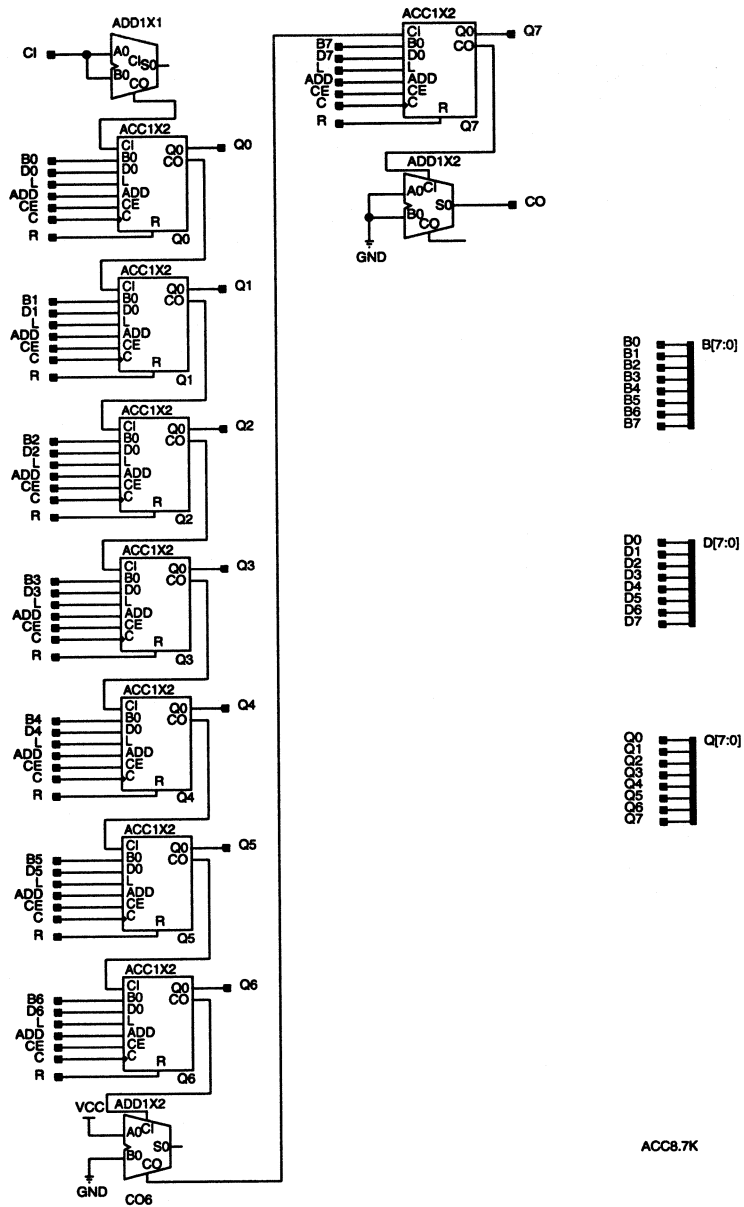 ADD1X1
CI
A0
CI
S0
B0
CO
ACC1X2
CI
B0 B0 Q0 Q0
D0 D0 CO
L L
ADD ADD
CE CE
C C
R R
Q0
ACC1X2
CI
B1 B0 Q0 Q1
D1 D0 CO
L L
ADD ADD
CE CE
C C
R R
Q1
ACC1X2
CI
B2 B0 Q0 Q2
D2 D0 CO
L L
ADD ADD
CE CE
C C
R R
Q2
ACC1X2
CI
B3 B0 Q0 Q3
D3 D0 CO
L L
ADD ADD
CE CE
C C
R R
Q3
ACC1X2
CI
B4 B0 Q0 Q4
D4 D0 CO
L L
ADD ADD
CE CE
C C
R R
Q4
ACC1X2
CI
B5 B0 Q0 Q5
D5 D0 CO
L L
ADD ADD
CE CE
C C
R R
Q5
ACC1X2
CI
B6 B0 Q0 Q6
D6 D0 CO
L L
ADD ADD
CE CE
C C
R R
Q6
VCC
ADD1X2
A0 CI
S0
B0
CO
GND
CO6
ACC1X2
CI
B7 B0 Q0 Q7
D7 D0 CO
L L
ADD ADD
CE CE
C C
R R
Q7
ADD1X2
A0 CI
S0 CO
B0
CO
GND
B0 B[7:0]
B1
B2
B3
B4
B5
B6
B7
D0 D[7:0]
D1
D2
D3
D4
D5
D6
D7
Q0 Q[7:0]
Q1
Q2
Q3
Q4
Q5
Q6
Q7
ACC8.7K